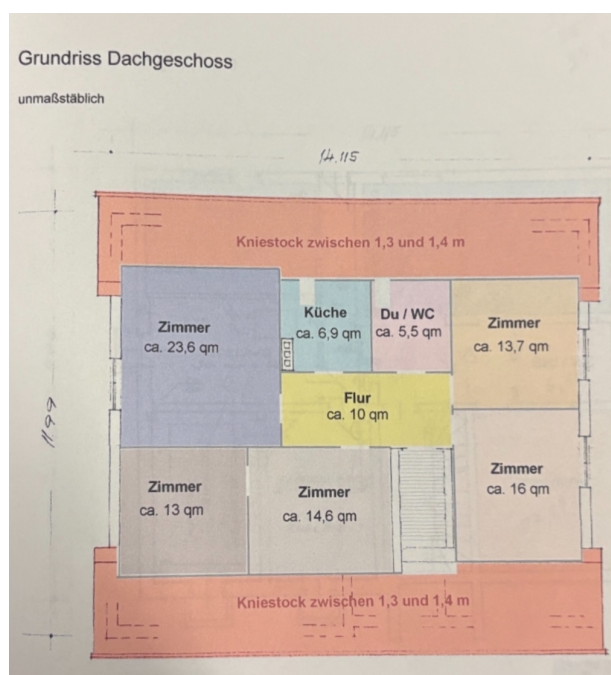 Grundriss Dachgeschoss
unmaßstäblich
14.115
Kniestock zwischen 1,3 und 1,4 m
Zimmer
ca. 23,6 qm
Küche
ca. 6,9 qm
Du / WC
ca. 5,5 qm
Zimmer
ca. 13,7 qm
Flur
ca. 10 qm
11.99
Zimmer
ca. 13 qm
Zimmer
ca. 14,6 qm
Zimmer
ca. 16 qm
Kniestock zwischen 1,3 und 1,4 m